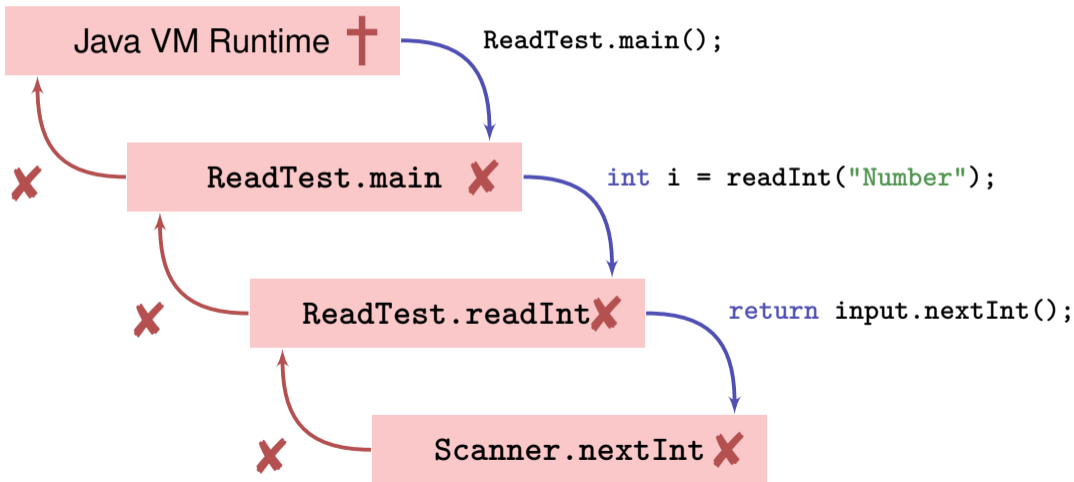 Java VM Runtime
ReadTest.main();
ReadTest.main
int i = readInt("Number");
ReadTest.readInt
return input.nextInt();
Scanner.nextInt